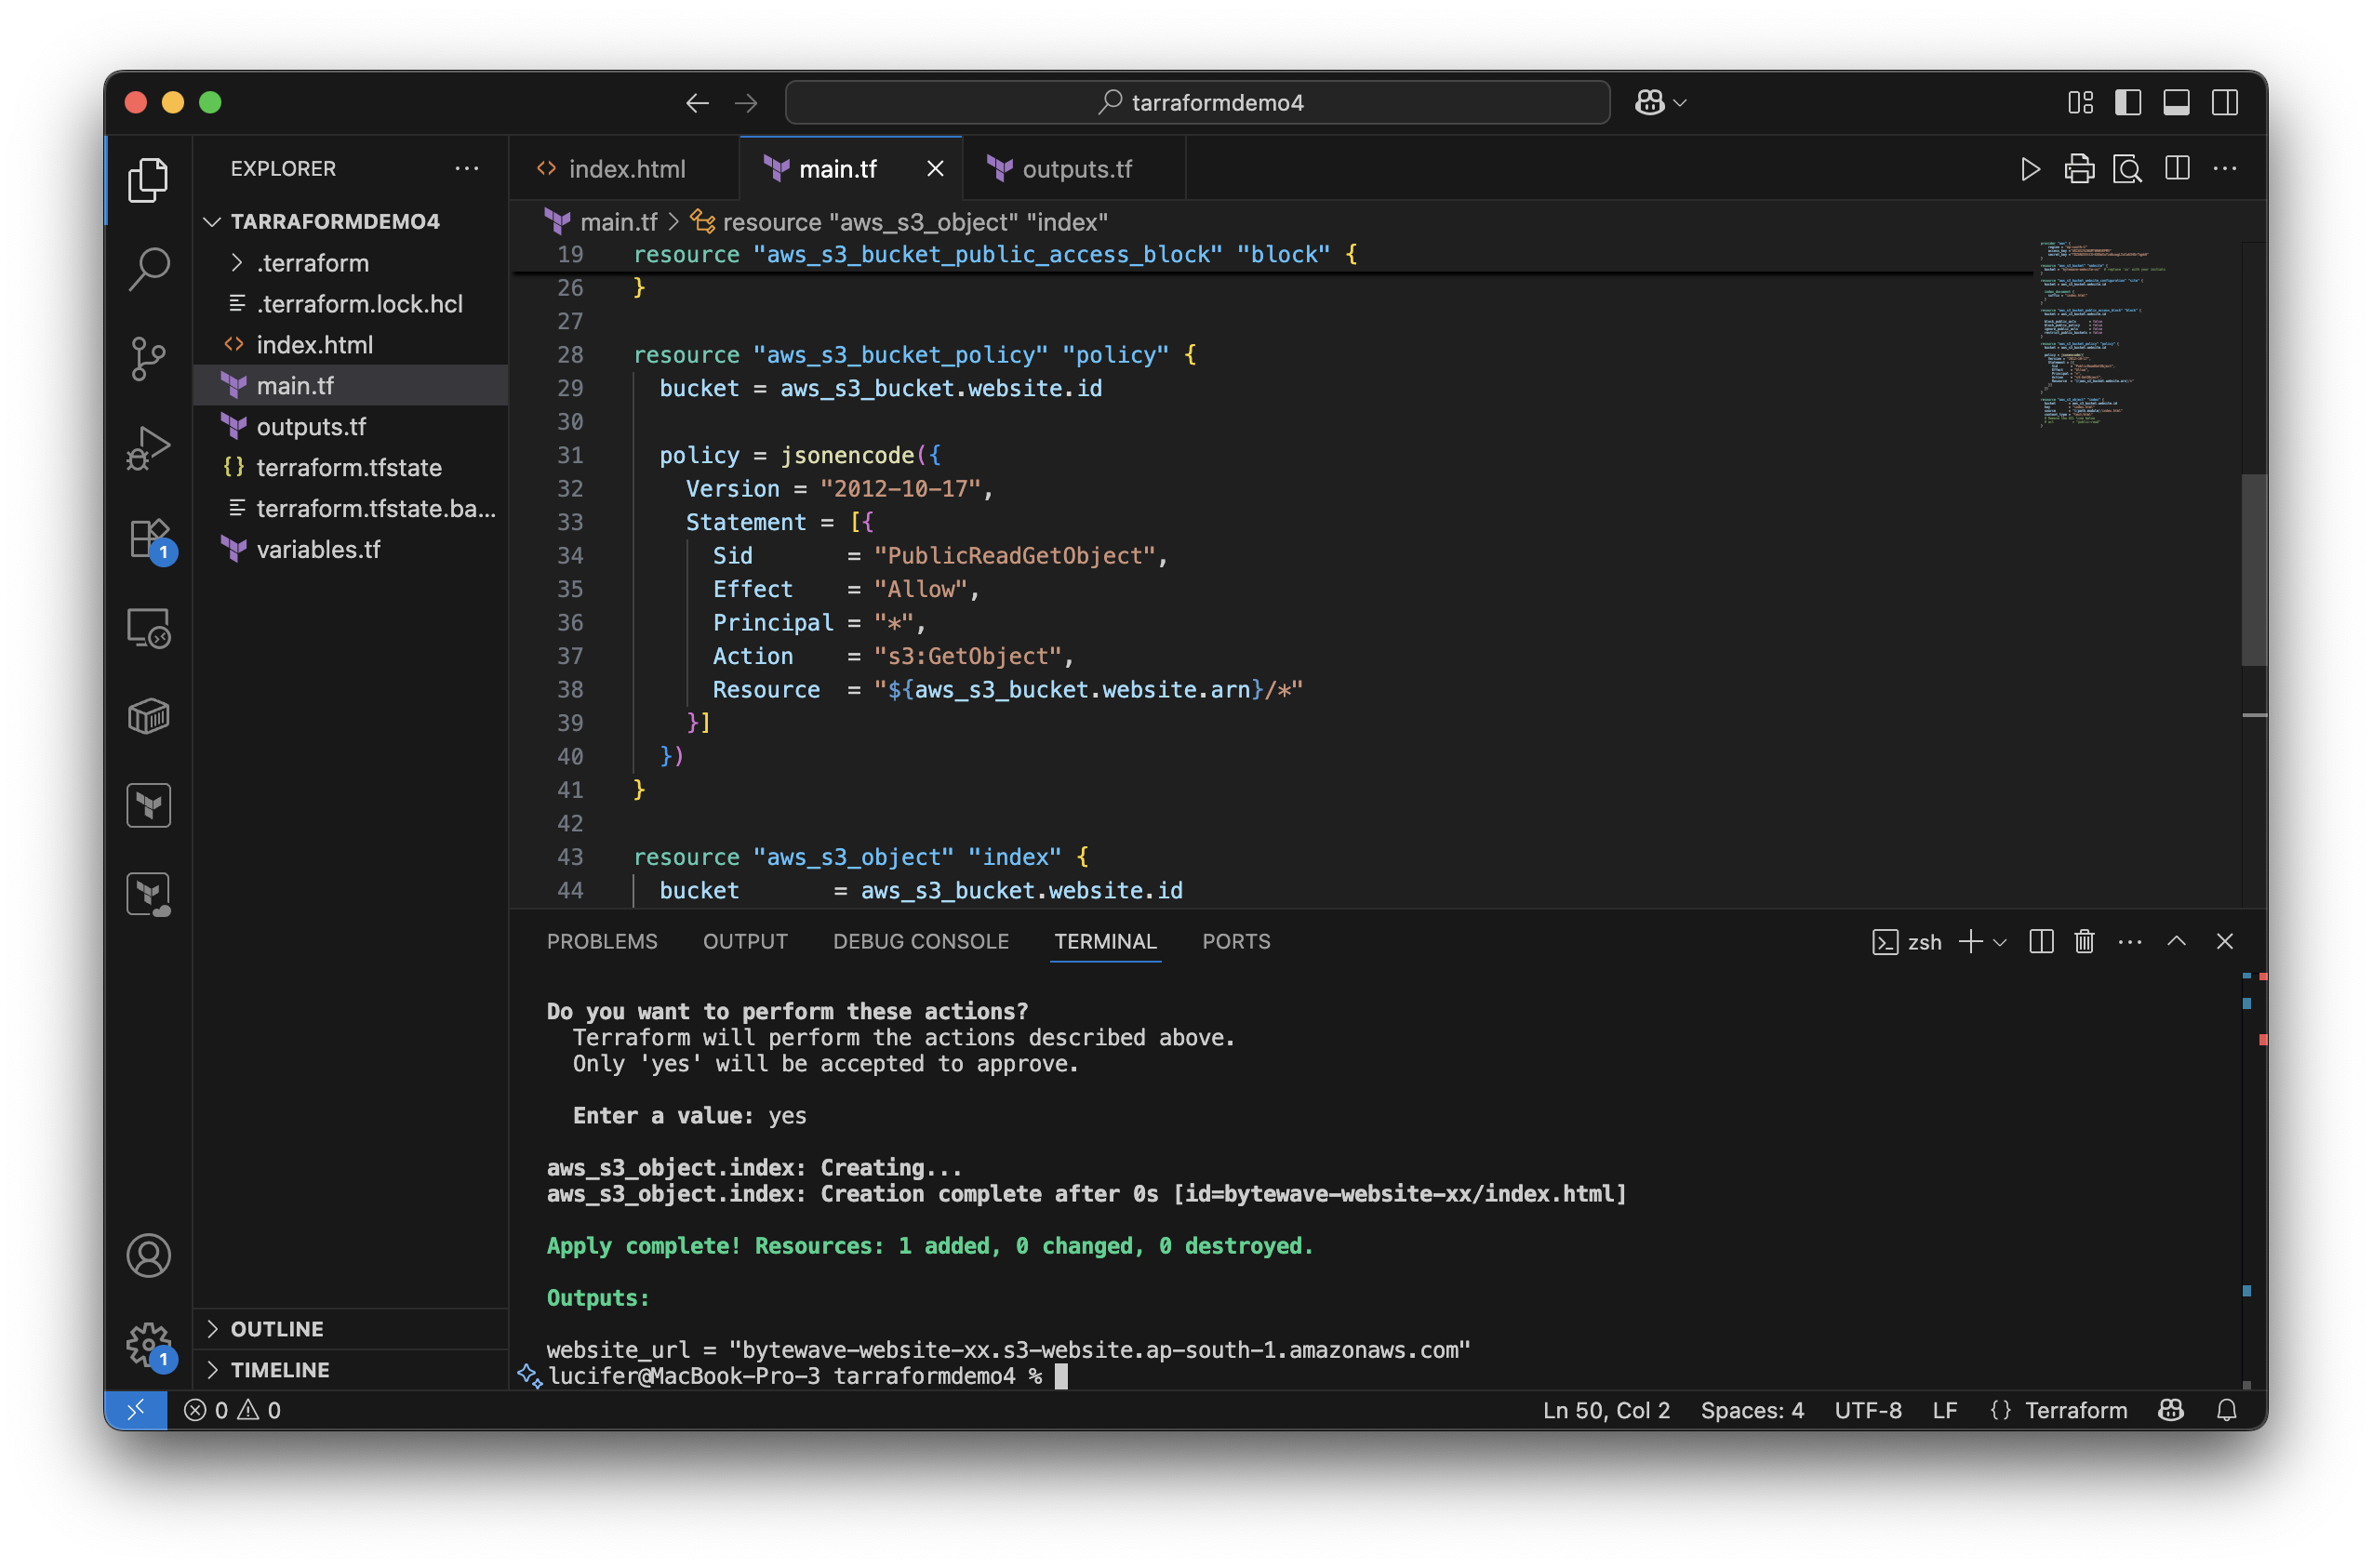 tarraformdemo4
EXPLORER
index.html
main.tf
outputs.tf
TARRAFORMDEMO4
main.tf > resource "aws_s3_object" "index"
.terraform
.terraform.lock.hcl
index.html
main.tf
outputs.tf
terraform.tfstate
terraform.tfstate.ba...
variables.tf
1
19 resource "aws_s3_bucket_public_access_block" "block" {
26 }
27
28 resource "aws_s3_bucket_policy" "policy" {
29 bucket = aws_s3_bucket.website.id
30
31 policy = jsonencode({
32 Version = "2012-10-17",
33 Statement = [{
34 Sid = "PublicReadGetObject",
35 Effect = "Allow",
36 Principal = "*",
37 Action = "s3:GetObject",
38 Resource = "${aws_s3_bucket.website.arn}/*"
39 }]
40 })
41 }
42
43 resource "aws_s3_object" "index" {
44 bucket = aws_s3_bucket.website.id
PROBLEMS OUTPUT DEBUG CONSOLE TERMINAL PORTS
zsh
Do you want to perform these actions?
Terraform will perform the actions described above.
Only 'yes' will be accepted to approve.
Enter a value: yes
aws_s3_object.index: Creating...
aws_s3_object.index: Creation complete after 0s [id=bytewave-website-xx/index.html]
Apply complete! Resources: 1 added, 0 changed, 0 destroyed.
Outputs:
website_url = "bytewave-website-xx.s3-website.ap-south-1.amazonaws.com"
lucifer@MacBook-Pro-3 tarraformdemo4 %
OUTLINE
TIMELINE
1
0 0
Ln 50, Col 2 Spaces: 4 UTF-8 LF {} Terraform